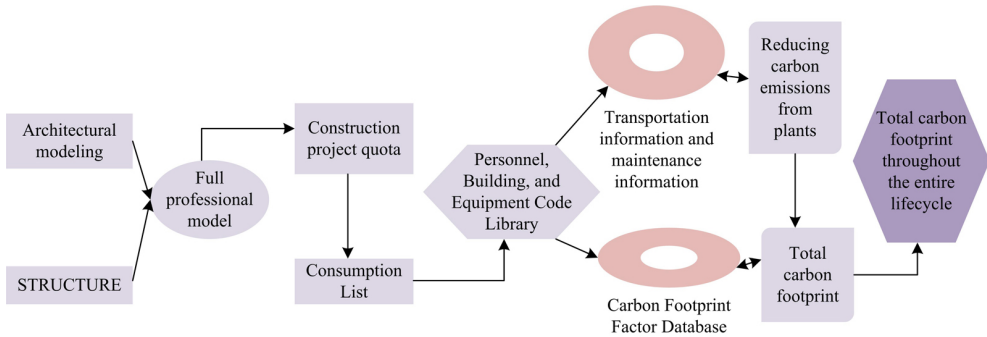 Architectural
modeling
STRUCTURE
Full
professional
model
Construction
project quota
Consumption
List
Personnel,
Building, and
Equipment Code
Library
Transportation
information and
maintenance
information
Carbon Footprint
Factor Database
Reducing
carbon
emissions
from
plants
Total
carbon
footprint
Total carbon
footprint
throughout
the entire
lifecycle